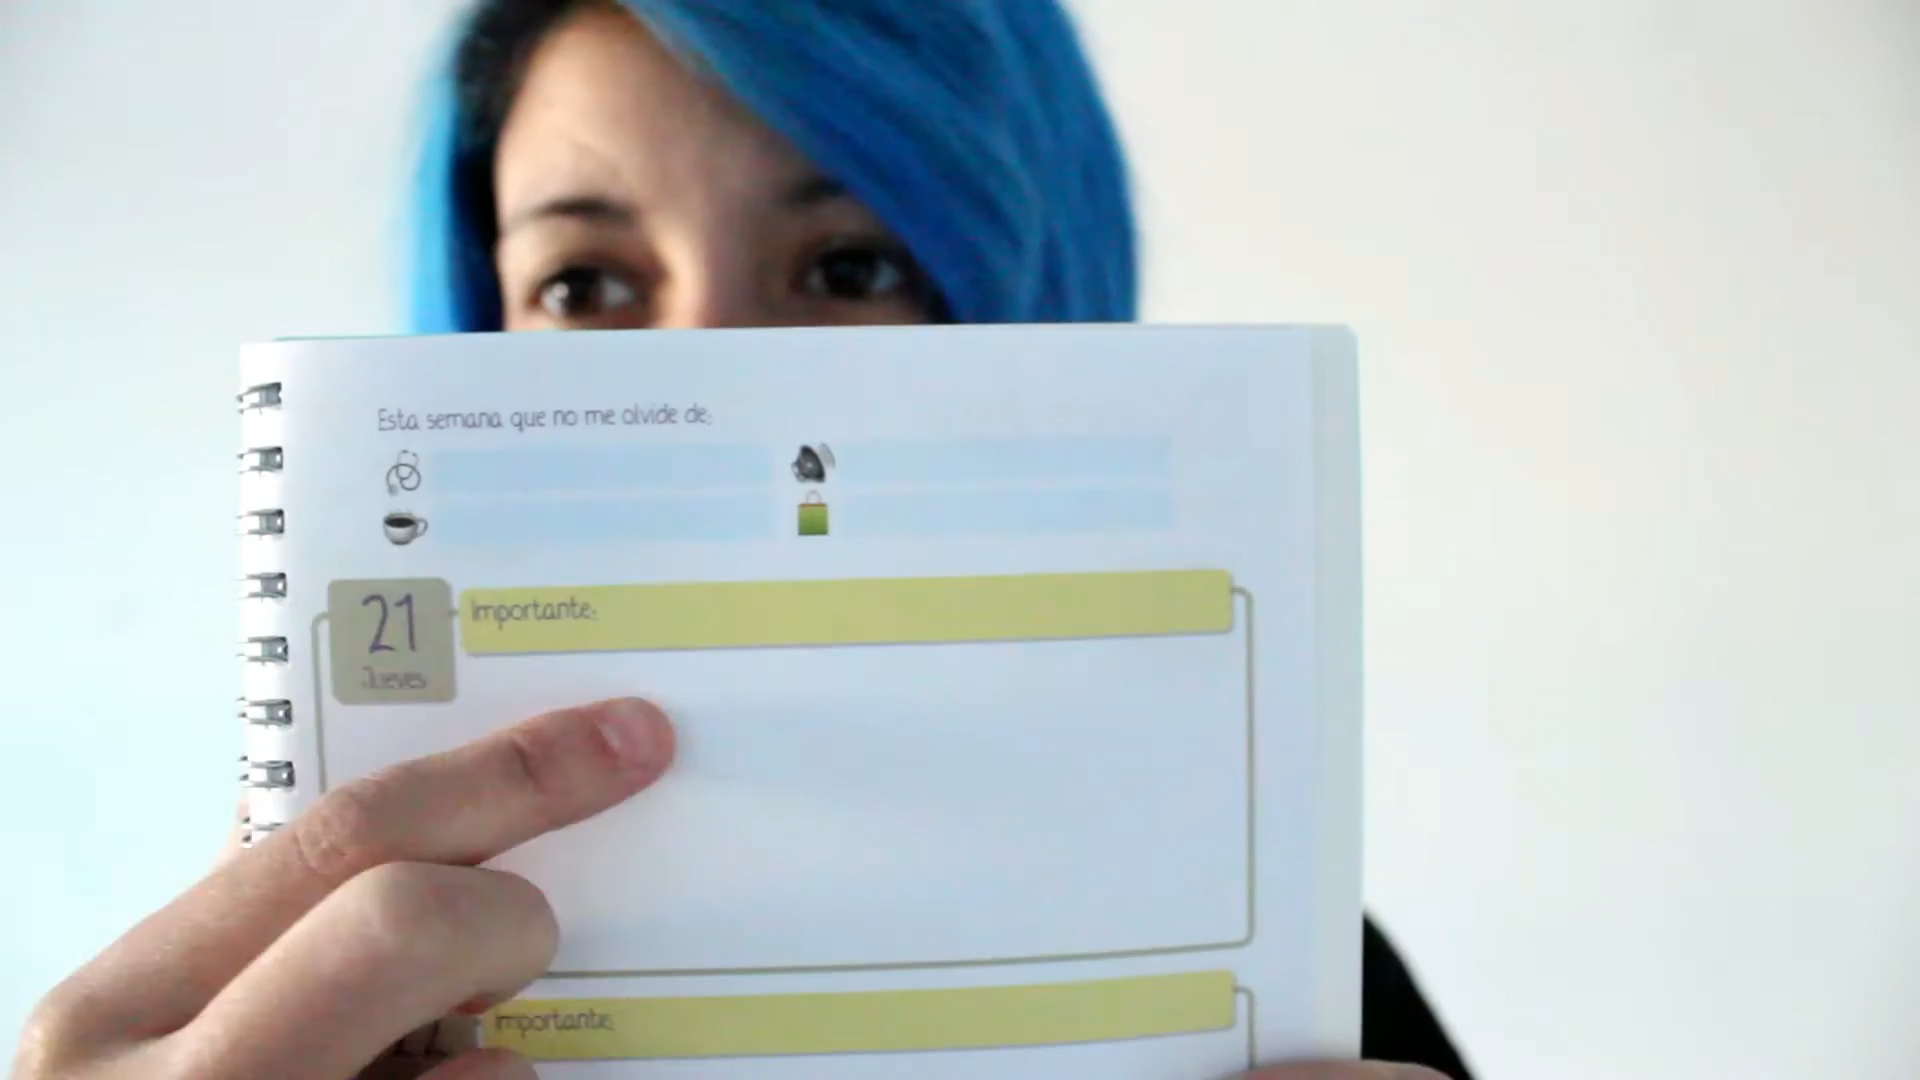 Esta semana que no me olvide de:
21
Importante:
Jueves
Importante: